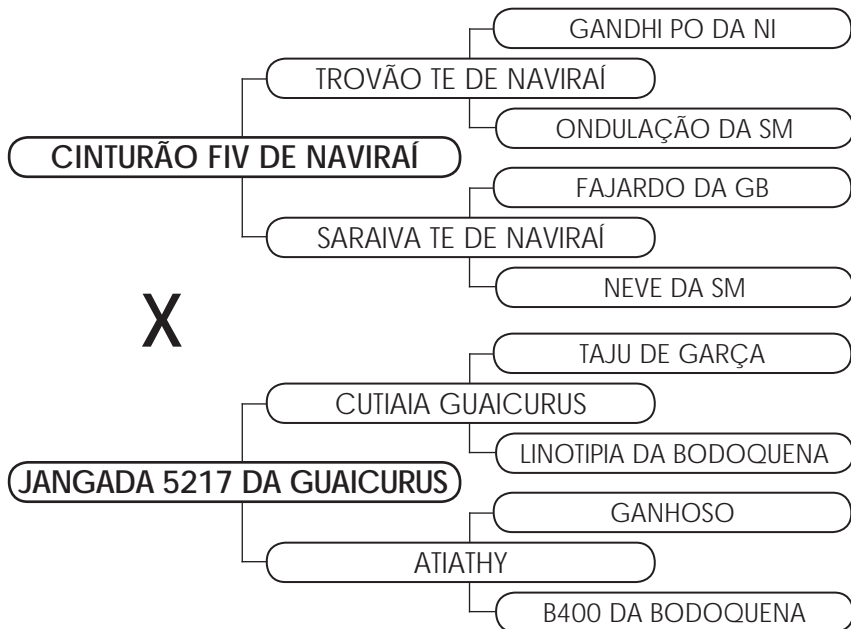 GANDHI PO DA NI
TROVÃO TE DE NAVIRAÍ
ONDULAÇÃO DA SM
CINTURÃO FIV DE NAVIRAÍ
FAJARDO DA GB
SARAIVA TE DE NAVIRAÍ
NEVE DA SM
X
TAJU DE GARÇA
CUTIAIA GUAICURUS
LINOTIPIA DA BODOQUENA
JANGADA 5217 DA GUAICURUS
GANHOSO
ATIATHY
B400 DA BODOQUENA